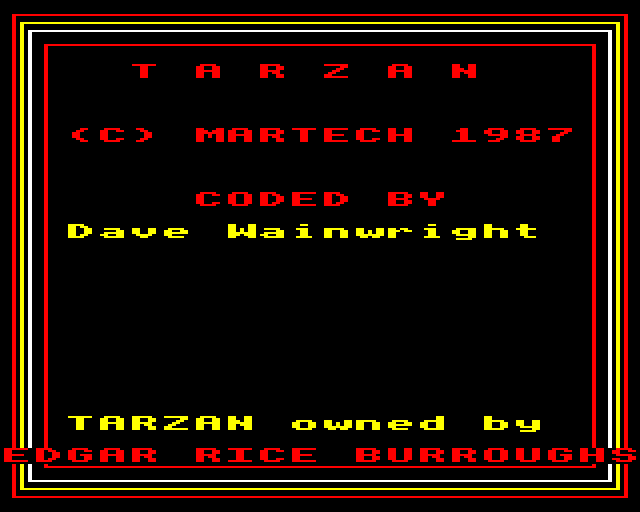 T A R Z A N
(C) MARTECH 1987
CODED BY
Dave Wainwright
TARZAN owned by
EDGAR RICE BURROUGHS